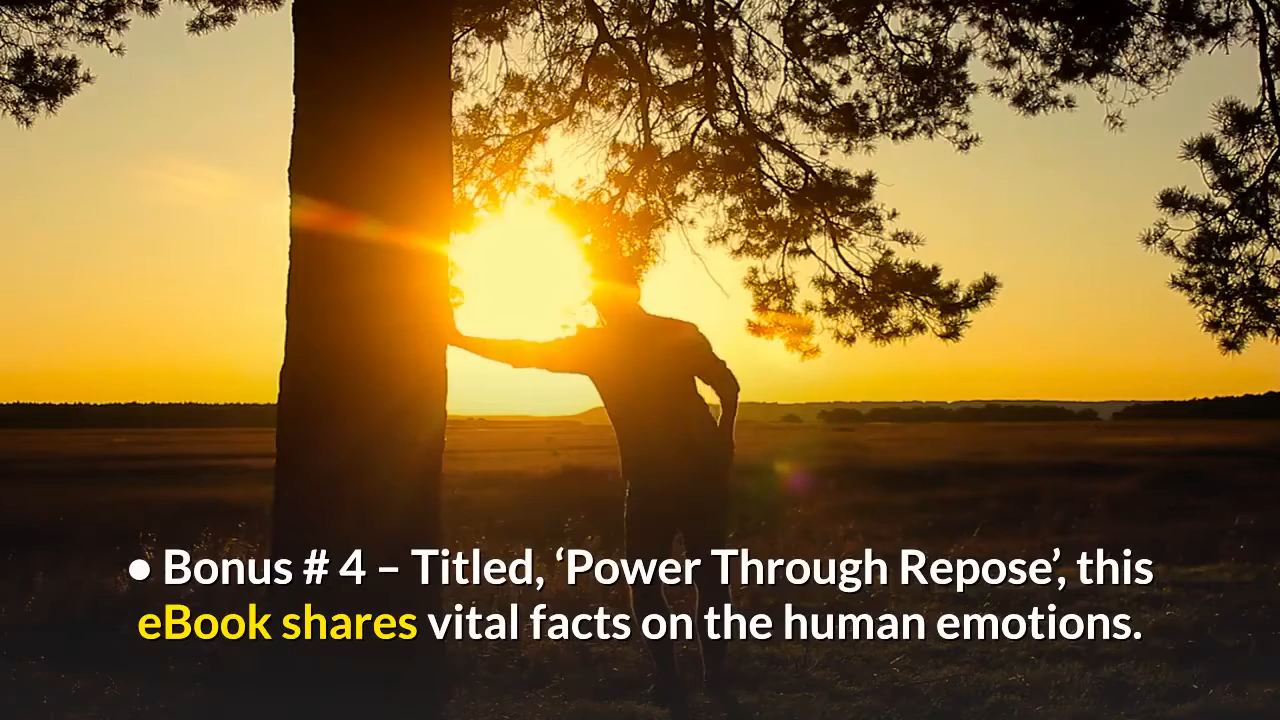 ● Bonus # 4 – Titled, ‘Power Through Repose’, this
eBook shares vital facts on the human emotions.